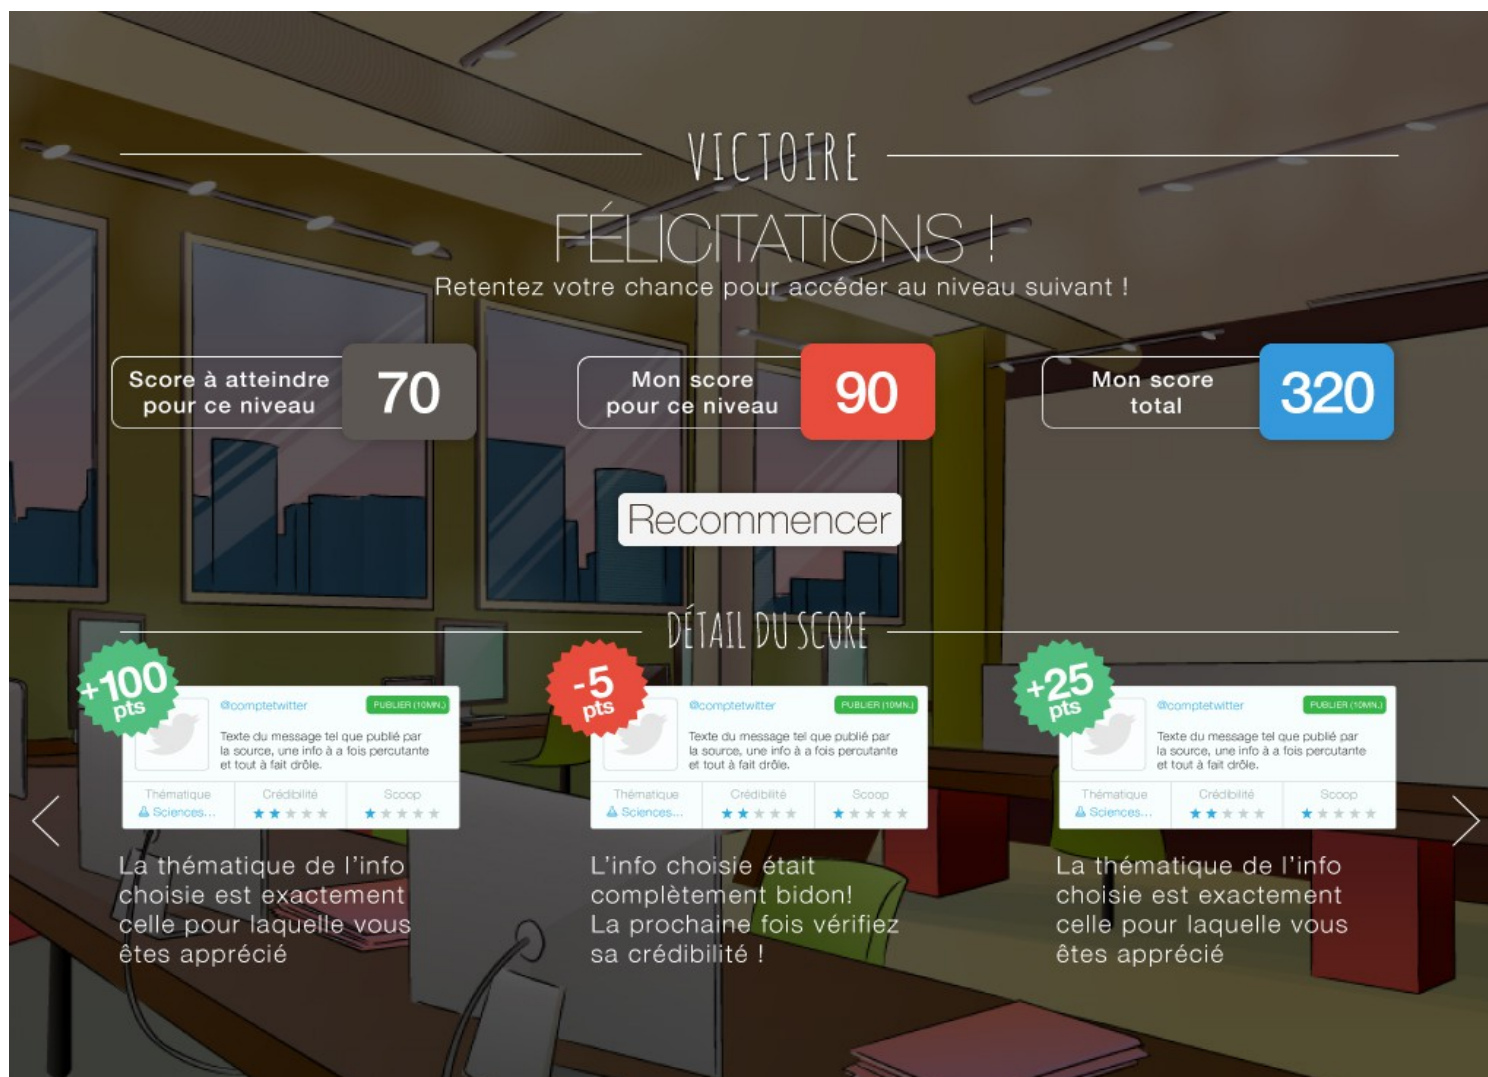 VICTOIRE
FÉLICITATIONS !
Retentez votre chance pour accéder au niveau suivant !
Score à atteindre
pour ce niveau
70
Mon score
pour ce niveau
90
Mon score
total
320
Recommencer
DÉTAIL DU SCORE
+100
pts
@comptetwitter
PUBLIER (10MN.)
Texte du message tel que publié par
la source, une info à a fois percutante
et tout à fait drôle.
Thématique
Crédibilité
Scoop
Sciences...
La thématique de l'info
choisie est exactement
celle pour laquelle vous
êtes apprécié
-5
pts
@comptetwitter
PUBLIER (10MN.)
Texte du message tel que publié par
la source, une info à a fois percutante
et tout à fait drôle.
Thématique
Crédibilité
Scoop
Sciences...
L'info choisie était
complètement bidon!
La prochaine fois vérifiez
sa crédibilité !
+25
pts
@comptetwitter
PUBLIER (10MN.)
Texte du message tel que publié par
la source, une info à a fois percutante
et tout à fait drôle.
Thématique
Crédibilité
Scoop
Sciences...
La thématique de l'info
choisie est exactement
celle pour laquelle vous
êtes apprécié